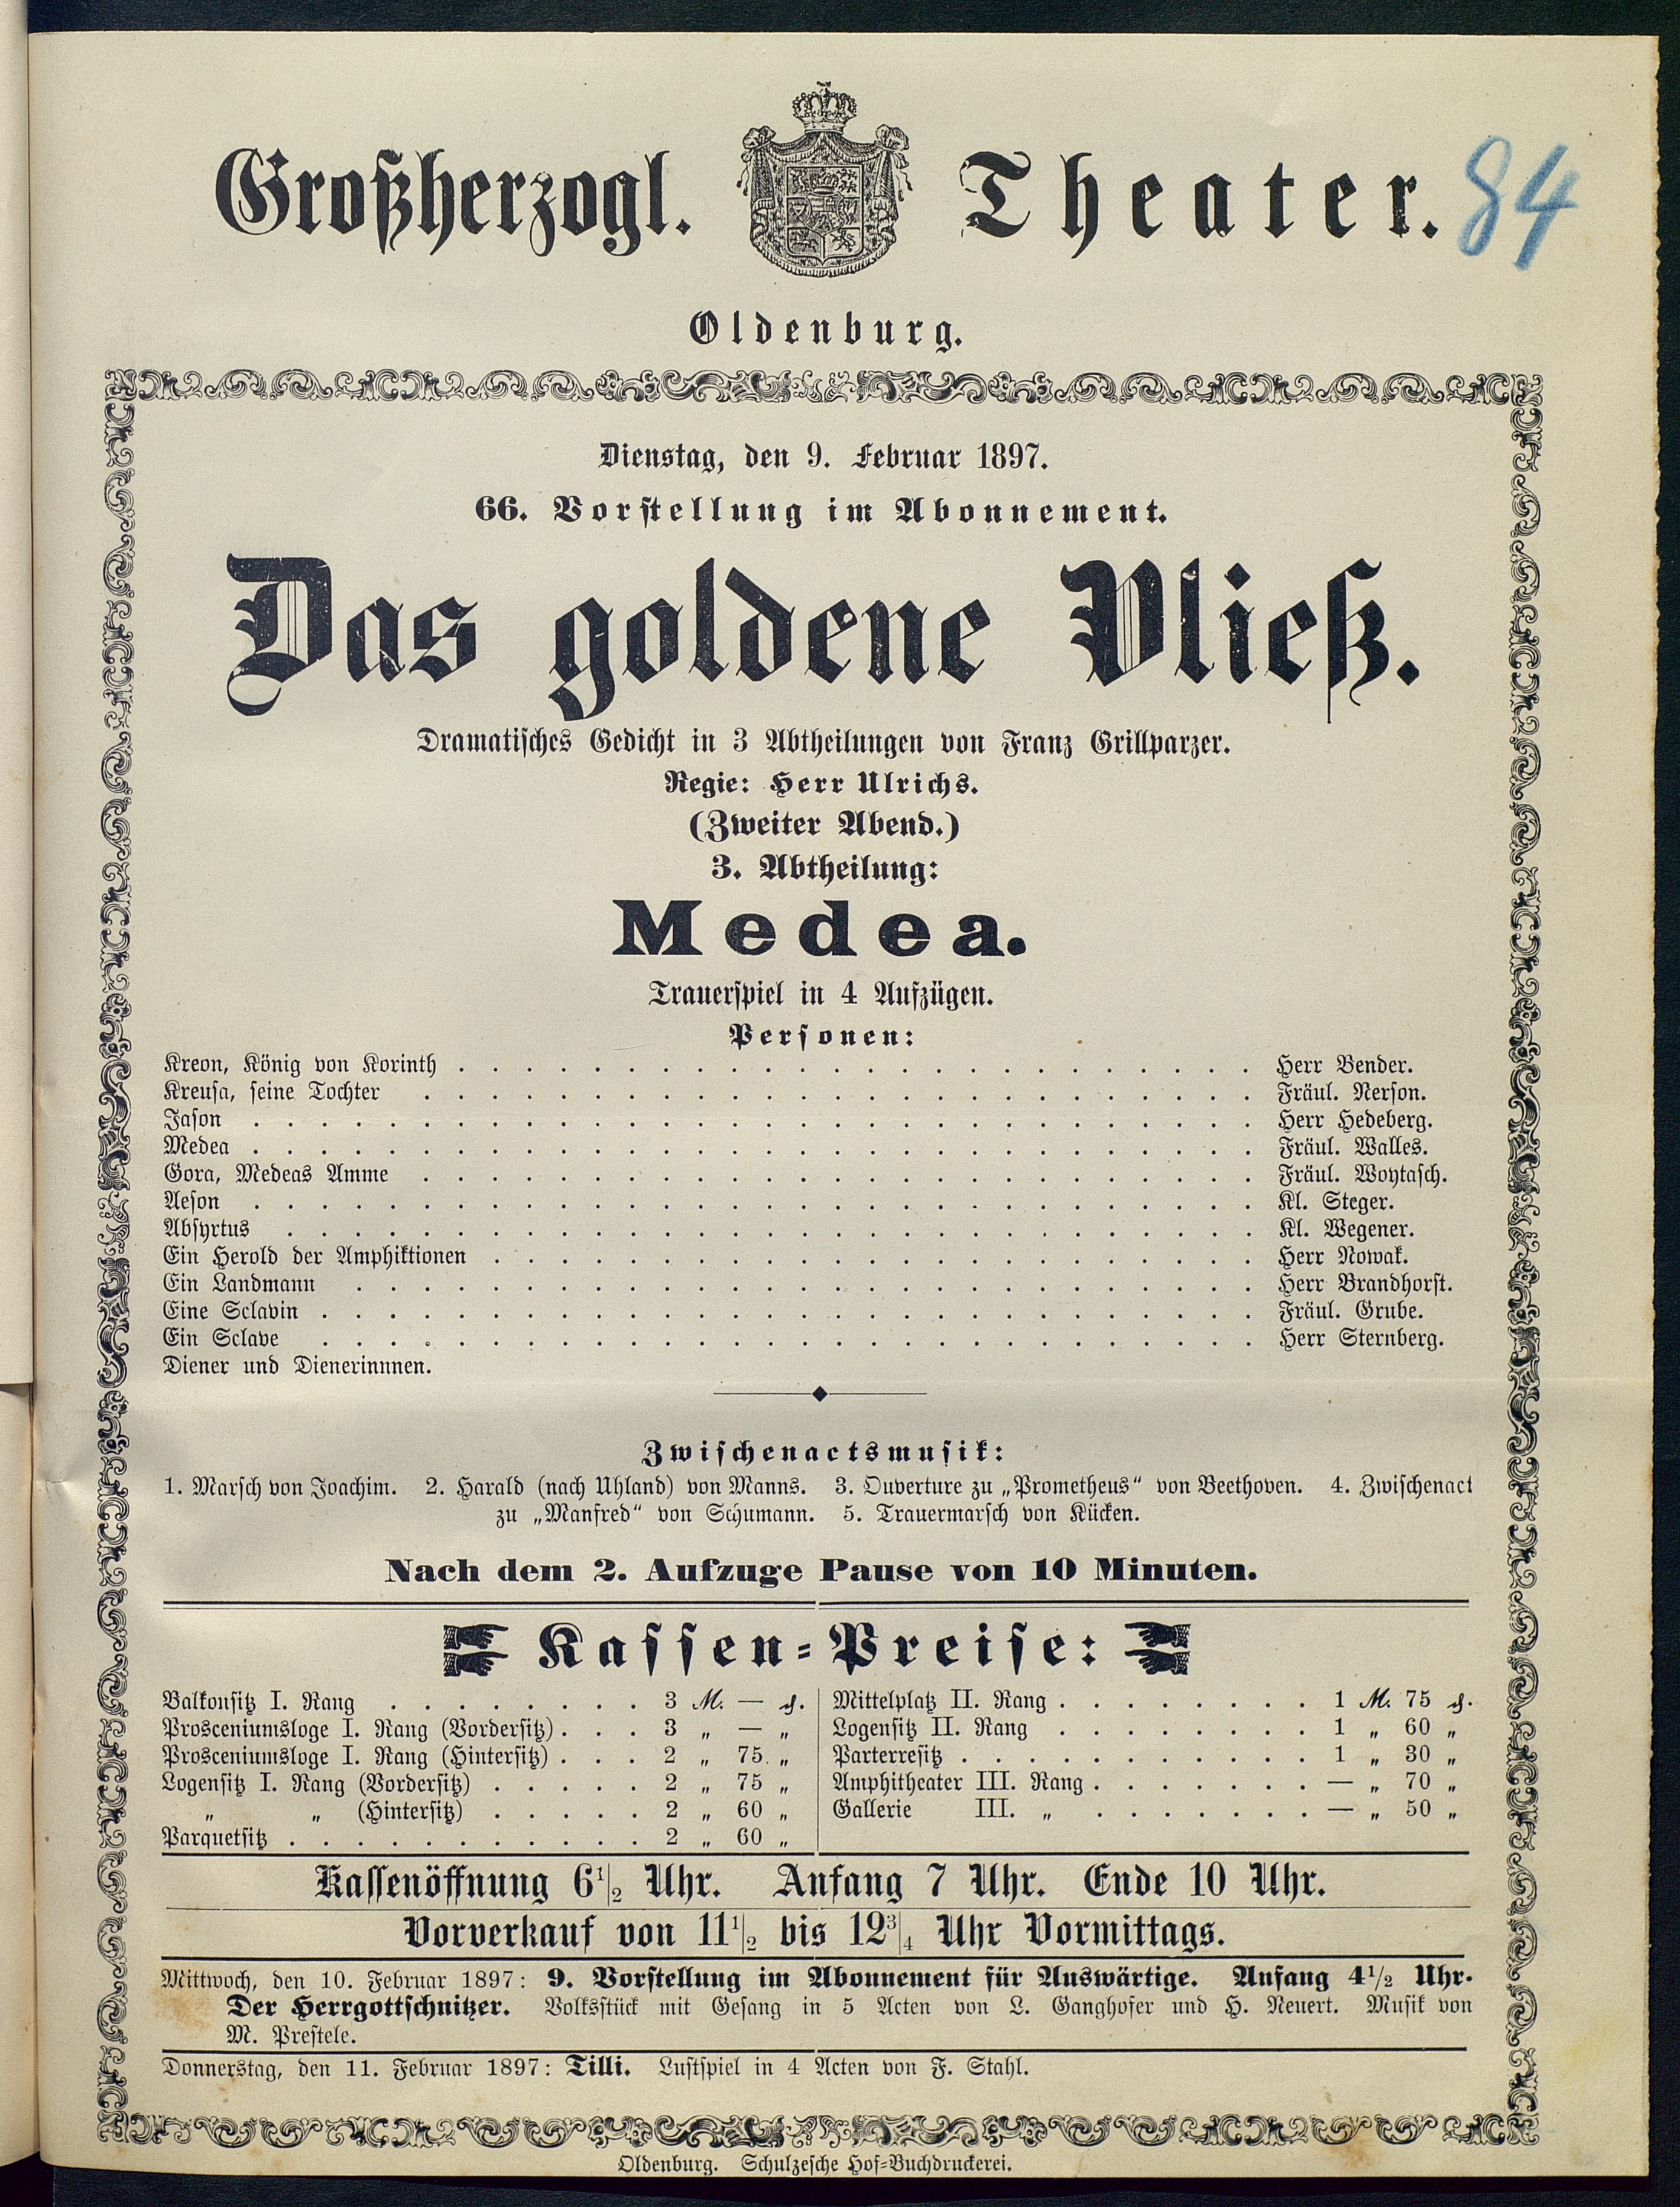 Großherzogl. Theater.
84
Oldenburg.
Dienstag, den 9. Februar 1897.
66. Vorstellung im Abonnement.
Das goldene Vließ.
Dramatisches Gedicht in 3 Abtheilungen von Franz Grillparzer.
Regie: Herr Ulrichs.
(Zweiter Abend.)
3. Abtheilung:
Medea.
Trauerspiel in 4 Aufzügen.
Personen:
Kreon, König von Korinth . . . . . . . . . . . . . . . . . . . . . . . . Herr Bender.
Kreusa, seine Tochter . . . . . . . . . . . . . . . . . . . . . . . . . Fräul. Nerson.
Jason . . . . . . . . . . . . . . . . . . . . . . . . . . . . . . Herr Hedeberg.
Medea . . . . . . . . . . . . . . . . . . . . . . . . . . . . . . Fräul. Walles.
Gora, Medeas Amme . . . . . . . . . . . . . . . . . . . . . . . . . Fräul. Woytasch.
Aeson . . . . . . . . . . . . . . . . . . . . . . . . . . . . . . Kl. Steger.
Absyrtus . . . . . . . . . . . . . . . . . . . . . . . . . . . . . Kl. Wegener.
Ein Herold der Amphiktionen . . . . . . . . . . . . . . . . . . . . . . . Herr Nowak.
Ein Landmann . . . . . . . . . . . . . . . . . . . . . . . . . . . Herr Brandhorst.
Eine Sclavin . . . . . . . . . . . . . . . . . . . . . . . . . . . . Fräul. Grube.
Ein Sclave . . . . . . . . . . . . . . . . . . . . . . . . . . . . Herr Sternberg.
Diener und Dienerinnnen.
Zwischenactsmusik:
1. Marsch von Joachim. 2. Harald (nach Uhland) von Manns. 3. Ouverture zu „Prometheus“ von Beethoven. 4. Zwischenact
zu „Manfred“ von Schumann. 5. Trauermarsch von Kücken.
Nach dem 2. Aufzuge Pause von 10 Minuten.
Kassen-Preise:
Balkonsitz I. Rang . . . . . . . . 3 M. — ₰.
Prosceniumsloge I. Rang (Vordersitz) . . . 3 „ — „
Prosceniumsloge I. Rang (Hintersitz) . . . 2 „ 75 „
Logensitz I. Rang (Vordersitz) . . . . . 2 „ 75 „
„ „ (Hintersitz) . . . . . 2 „ 60 „
Parquetsitz . . . . . . . . . . . 2 „ 60 „
Mittelplatz II. Rang . . . . . . . . 1 M. 75 ₰.
Logensitz II. Rang . . . . . . . . 1 „ 60 „
Parterresitz . . . . . . . . . . . 1 „ 30 „
Amphitheater III. Rang . . . . . . . — „ 70 „
Gallerie III. „ . . . . . . . — „ 50 „
Kassenöffnung 6 1/2 Uhr. Anfang 7 Uhr. Ende 10 Uhr.
Vorverkauf von 11 1/2 bis 12 3/4 Uhr Vormittags.
Mittwoch, den 10. Februar 1897: 9. Vorstellung im Abonnement für Auswärtige. Anfang 4 1/2 Uhr.
Der Herrgottschnitzer. Volksstück mit Gesang in 5 Acten von L. Ganghofer und H. Neuert. Musik von
M. Prestele.
Donnerstag, den 11. Februar 1897: Tilli. Lustspiel in 4 Acten von F. Stahl.
Oldenburg. Schulzesche Hof-Buchdruckerei.